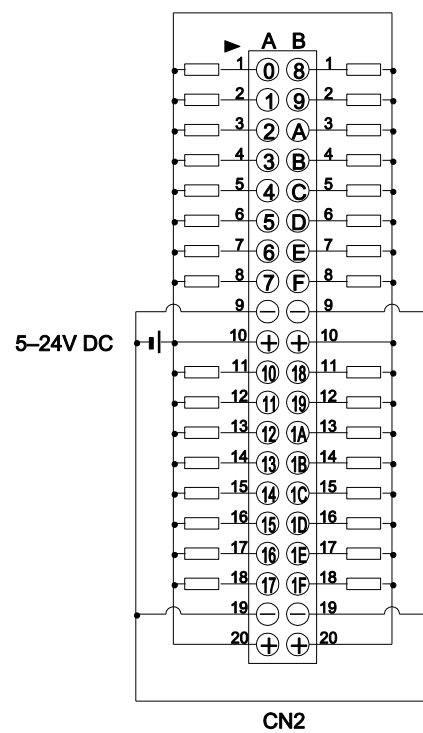 A B
1 0 8 1
2 1 9 2
3 2 A 3
4 3 B 4
5 4 C 5
6 5 D 6
7 6 E 7
8 7 F 8
9 − − 9
5–24V DC 10 + + 10
11 10 18 11
12 11 19 12
13 12 1A 13
14 13 1B 14
15 14 1C 15
16 15 1D 16
17 16 1E 17
18 17 1F 18
19 − − 19
20 + + 20
CN2